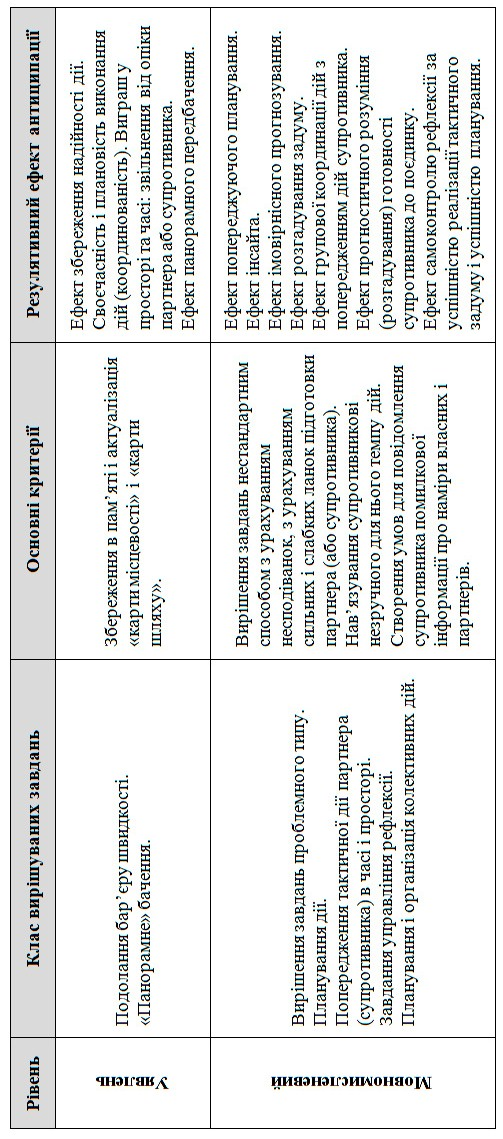 Рівень
Клас вирішуваних завдань
Основні критерії
Резулятивний ефект антиципації
Уявлень
Подолання бар’єру швидкості.
«Панорамне» бачення.
Збереження в пам’яті і актуалізація
«карти місцевості» і «карти
шляху».
Ефект збереження надійності дії.
Своєчасність і плановість виконання
дій (координованість). Виграш у
просторі та часі: звільнення від опіки
партнера або супротивника.
Ефект панорамного передбачення.
Мовномисленевий
Вирішення завдань проблемного типу.
Планування дії.
Попередження тактичної дії партнера
(супротивника) в часі і просторі.
Завдання управління рефлексії.
Планування і організація колективних дій.
Вирішення завдань нестандартним
способом з урахуванням
несподіванок, з урахуванням
сильних і слабких ланок підготовки
партнера (або супротивника).
Нав’язування супротивникові
незручного для нього темпу дій.
Створення умов для повідомлення
супротивника помилкової
інформації про наміри власних і
партнерів.
Ефект попереджуючого планування.
Ефект інсайта.
Ефект імовірнісного прогнозування.
Ефект розгадування задуму.
Ефект групової координації дій з
попередженням дій супротивника.
Ефект прогностичного розуміння
(розгадування) готовності
супротивника до поєдинку.
Ефект самоконтролю рефлексії за
успішністю реалізації тактичного
задуму і успішністю планування.